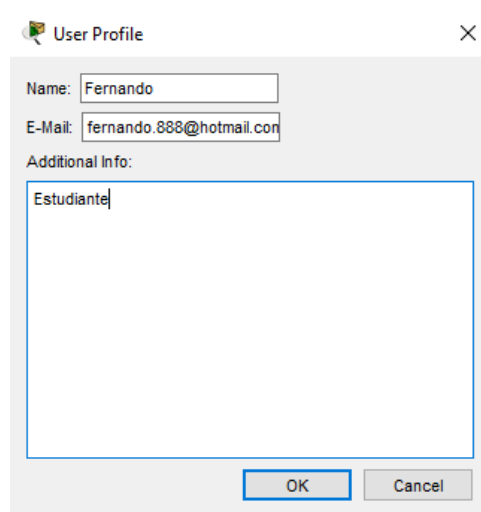 User Profile
Name: Fernando
E-Mail: fernando.888@hotmail.con
Additional Info:
Estudiante
OK Cancel